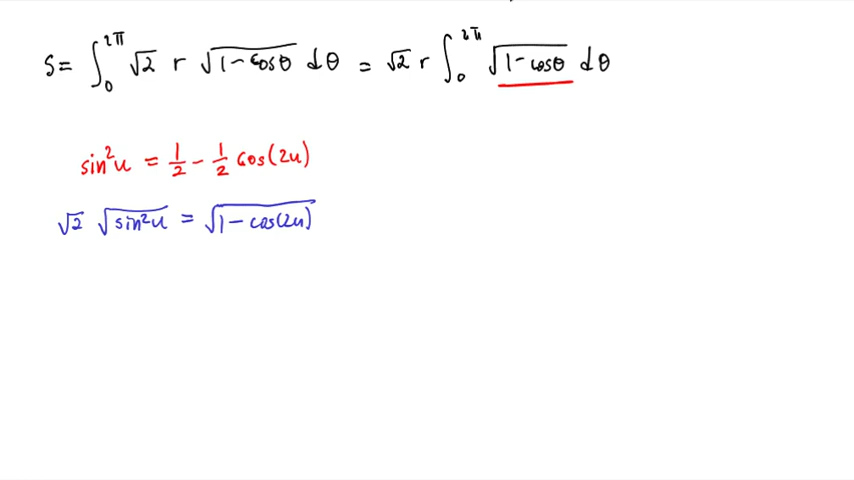 S = ∫₀^{2π} √2 r √(1-cosθ) dθ = √2 r ∫₀^{2π} √(1-cosθ) dθ
sin²u = 1/2 - 1/2 cos(2u)
√2 √(sin²u) = √(1-cos(2u))